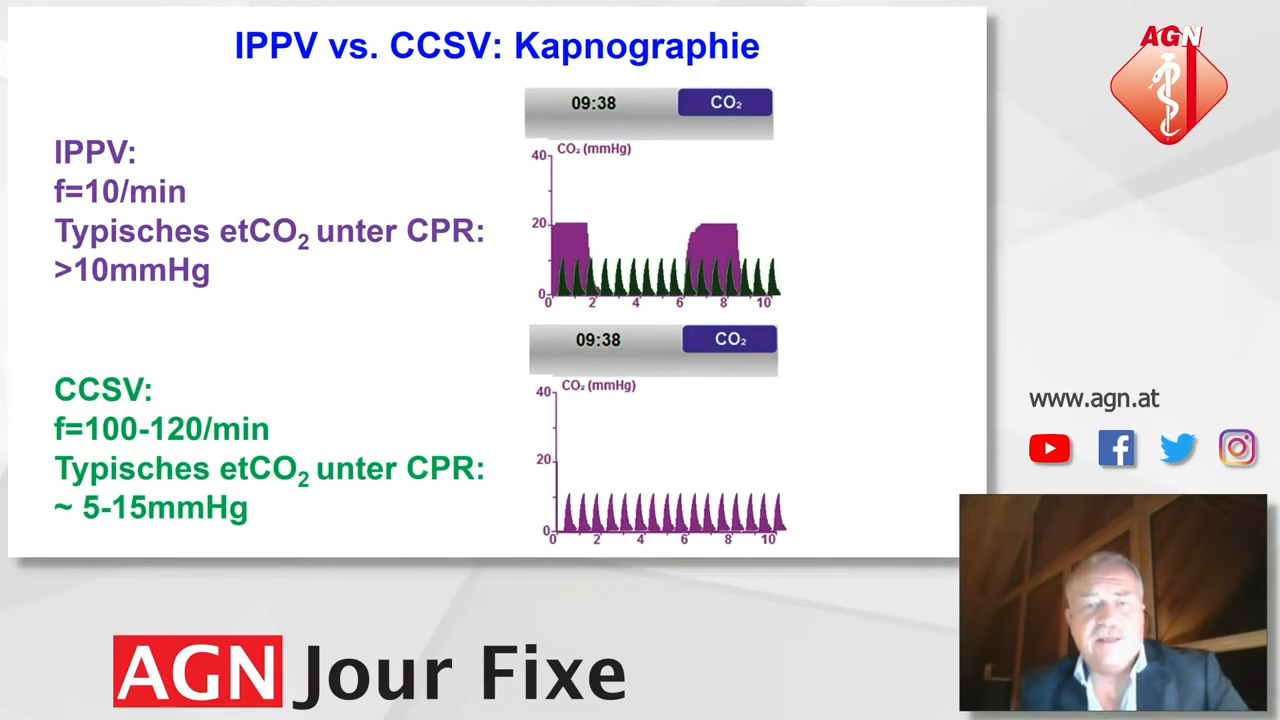 IPPV vs. CCSV: Kapnographie
AGN
09:38
CO₂
IPPV:
f=10/min
Typisches etCO₂ unter CPR:
>10mmHg
CO₂ (mmHg)
40
20
0
0 2 4 6 8 10
09:38
CO₂
CCSV:
f=100-120/min
Typisches etCO₂ unter CPR:
~ 5-15mmHg
CO₂ (mmHg)
40
20
0
0 2 4 6 8 10
www.agn.at
AGN Jour Fixe